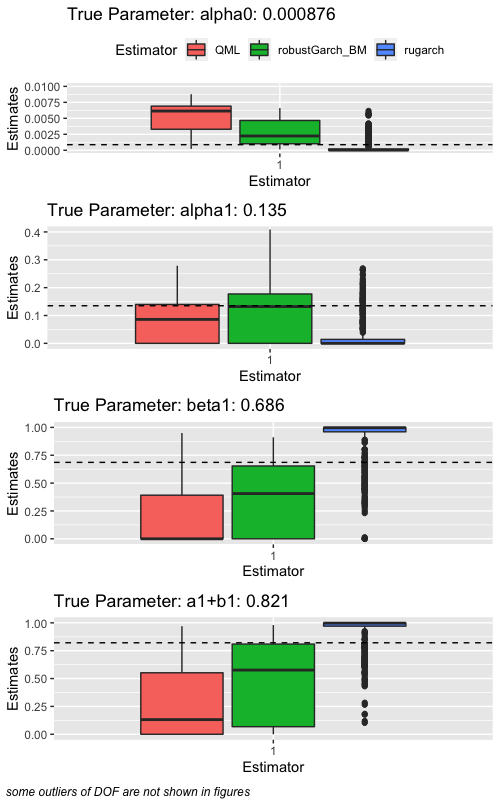 True Parameter: alpha0: 0.000876
Estimator QML robustGarch_BM rugarch
Estimates
0.0100
0.0075
0.0050
0.0025
0.0000
1
Estimator
True Parameter: alpha1: 0.135
Estimates
0.4
0.3
0.2
0.1
0.0
1
Estimator
True Parameter: beta1: 0.686
Estimates
1.00
0.75
0.50
0.25
0.00
1
Estimator
True Parameter: a1+b1: 0.821
Estimates
1.00
0.75
0.50
0.25
0.00
1
Estimator
some outliers of DOF are not shown in figures